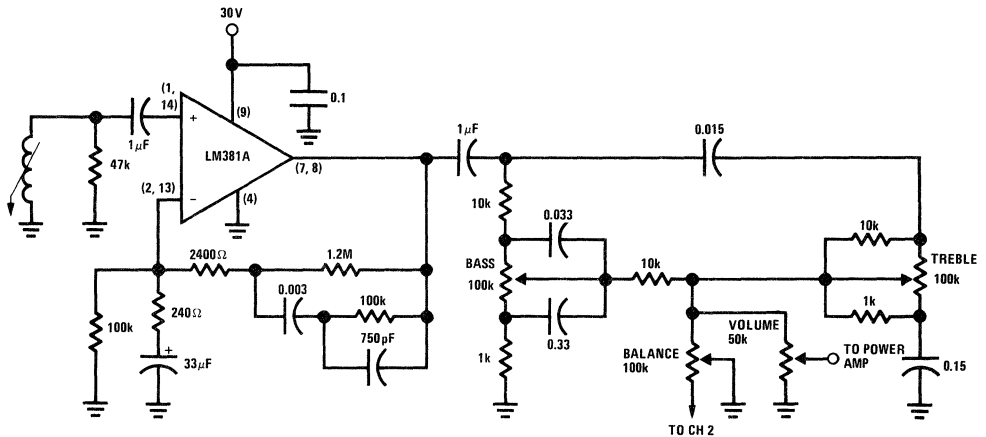 30V
(1,
14)
+
(9)
0.1
1µF
47k
LM381A
(2, 13)
−
(4)
(7, 8)
1µF
0.015
10k
0.033
BASS
100k
0.33
1k
10k
10k
TREBLE
100k
1k
2400Ω
1.2M
0.003
100k
750pF
100k
240Ω
+
33µF
BALANCE
100k
VOLUME
50k
TO POWER
AMP
0.15
TO CH 2